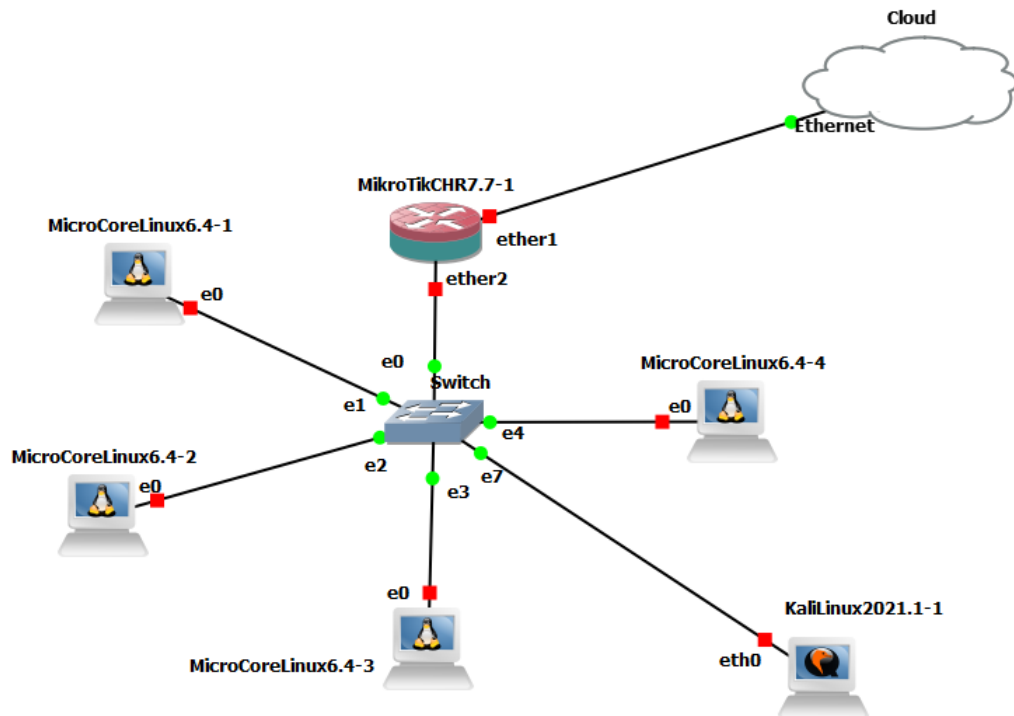 Cloud
Ethernet
MikroTikCHR7.7-1
ether1
MicroCoreLinux6.4-1
ether2
e0
e0
MicroCoreLinux6.4-4
Switch
e1
e0
e4
MicroCoreLinux6.4-2
e2
e7
e0
e3
e0
KaliLinux2021.1-1
MicroCoreLinux6.4-3
eth0